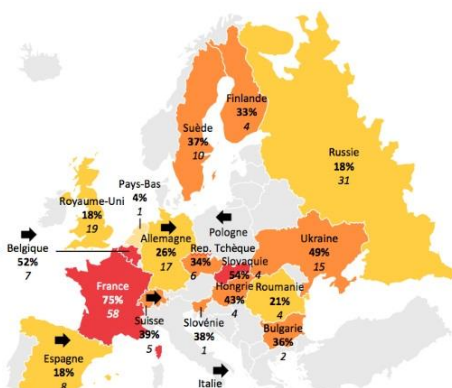 Finlande
33%
4
Suède
37%
10
Russie
18%
31
Pays-Bas
4%
1
Royaume-Uni
18%
19
Belgique
52%
7
Allemagne
26%
17
Pologne
Rep. Tchèque
34%
6
Slovaquie
54%
4
Ukraine
49%
15
France
75%
58
Hongrie
43%
4
Roumanie
21%
4
Suisse
39%
5
Slovénie
38%
1
Bulgarie
36%
2
Espagne
18%
8
Italie